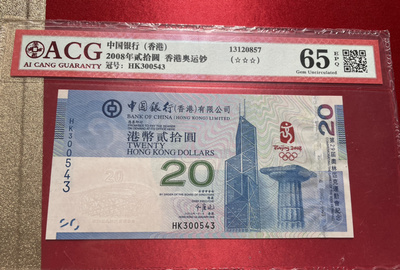 ACG
AI CANG GUARANTY
中国银行（香港）
2008年贰拾圆 香港奥运钞
冠号：HK300543
13120857
(☆☆☆)
65
EPQ
Gem Uncirculated
中國銀行(香港)有限公司
BANK OF CHINA (HONG KONG) LIMITED
港幣貳拾圓
TWENTY
HONG KONG DOLLARS
20
Beijing 2008
20
HK300543
HK300543